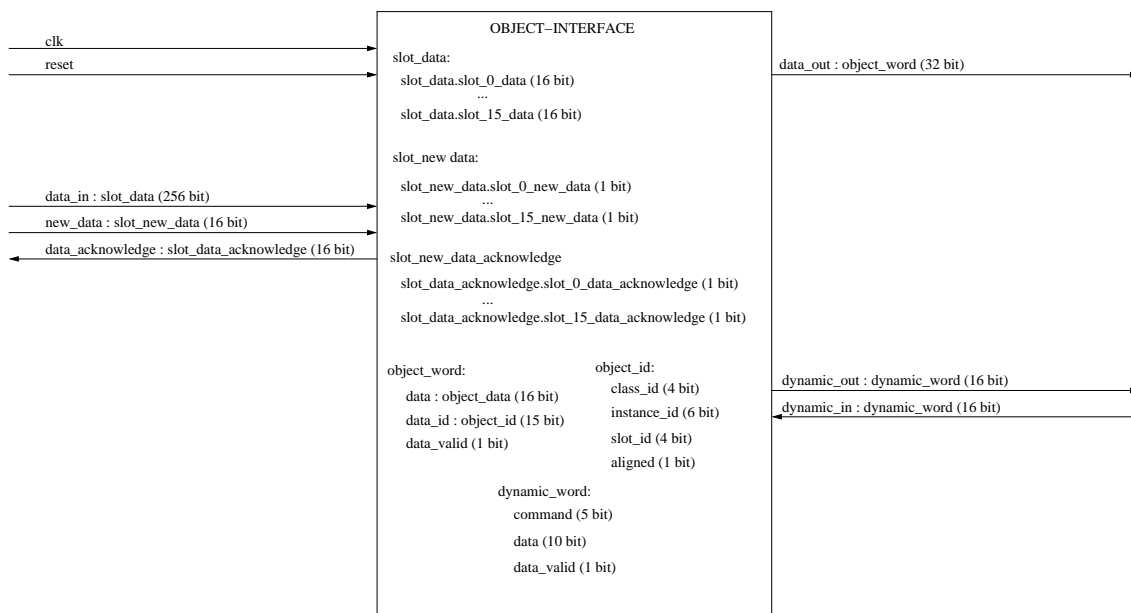 OBJECT−INTERFACE
clk
reset
data_in : slot_data (256 bit)
new_data : slot_new_data (16 bit)
data_acknowledge : slot_data_acknowledge (16 bit)
slot_data:
slot_data.slot_0_data (16 bit)
...
slot_data.slot_15_data (16 bit)
slot_new data:
slot_new_data.slot_0_new_data (1 bit)
...
slot_new_data.slot_15_new_data (1 bit)
slot_new_data_acknowledge
slot_data_acknowledge.slot_0_data_acknowledge (1 bit)
...
slot_data_acknowledge.slot_15_data_acknowledge (1 bit)
object_word:
data : object_data (16 bit)
data_id : object_id (15 bit)
data_valid (1 bit)
object_id:
class_id (4 bit)
instance_id (6 bit)
slot_id (4 bit)
aligned (1 bit)
dynamic_word:
command (5 bit)
data (10 bit)
data_valid (1 bit)
data_out : object_word (32 bit)
dynamic_out : dynamic_word (16 bit)
dynamic_in : dynamic_word (16 bit)